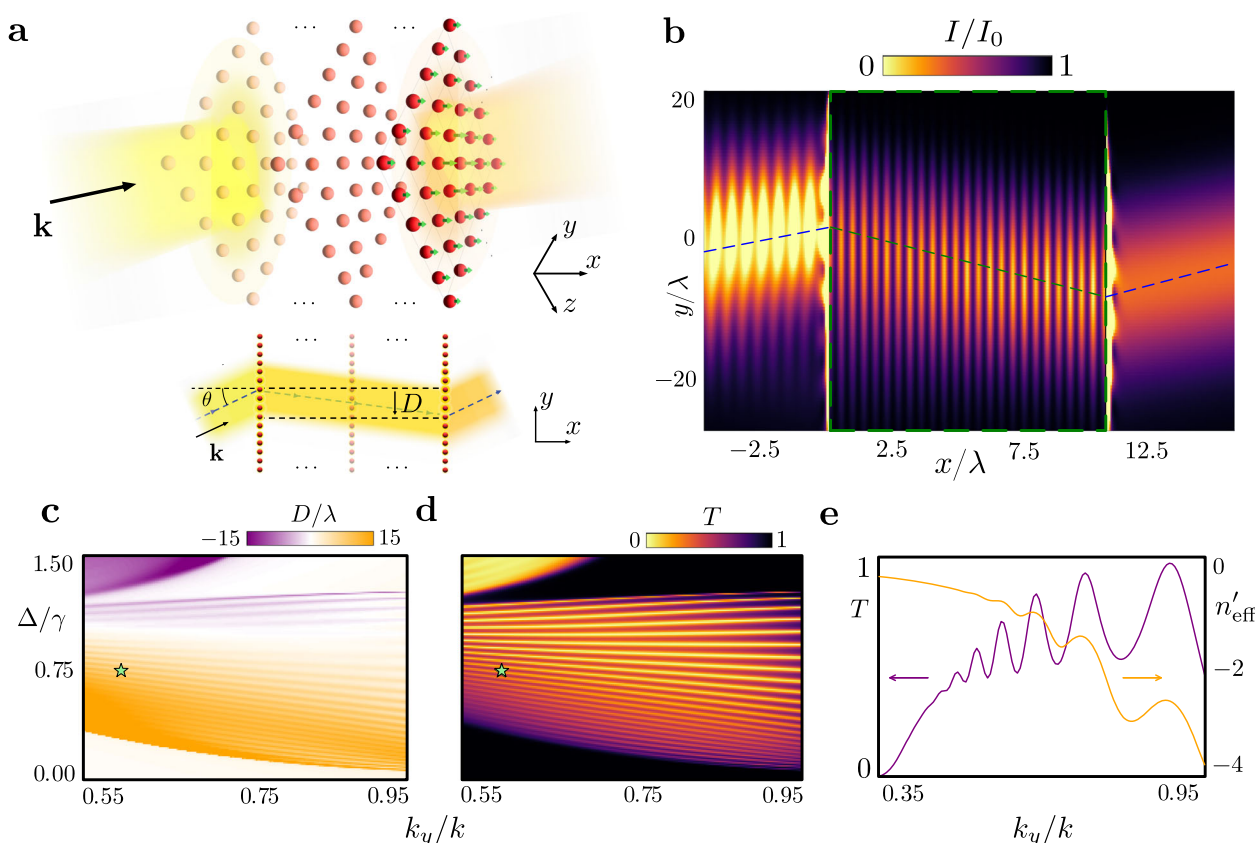 a
... ...
k
y
x
z
... ...
... ...
θ
D
k
y
x
... ...
b
I/I₀
0 1
20
0
−20
y/λ
−2.5 2.5 7.5 12.5
x/λ
c
D/λ
−15 15
1.50
Δ/γ
0.75
0.00
0.55 0.75 0.95
d
T
0 1
0.55 0.75 0.95
k_y/k
e
1
T
0
0
n′_eff
−2
−4
0.35 0.95
k_y/k